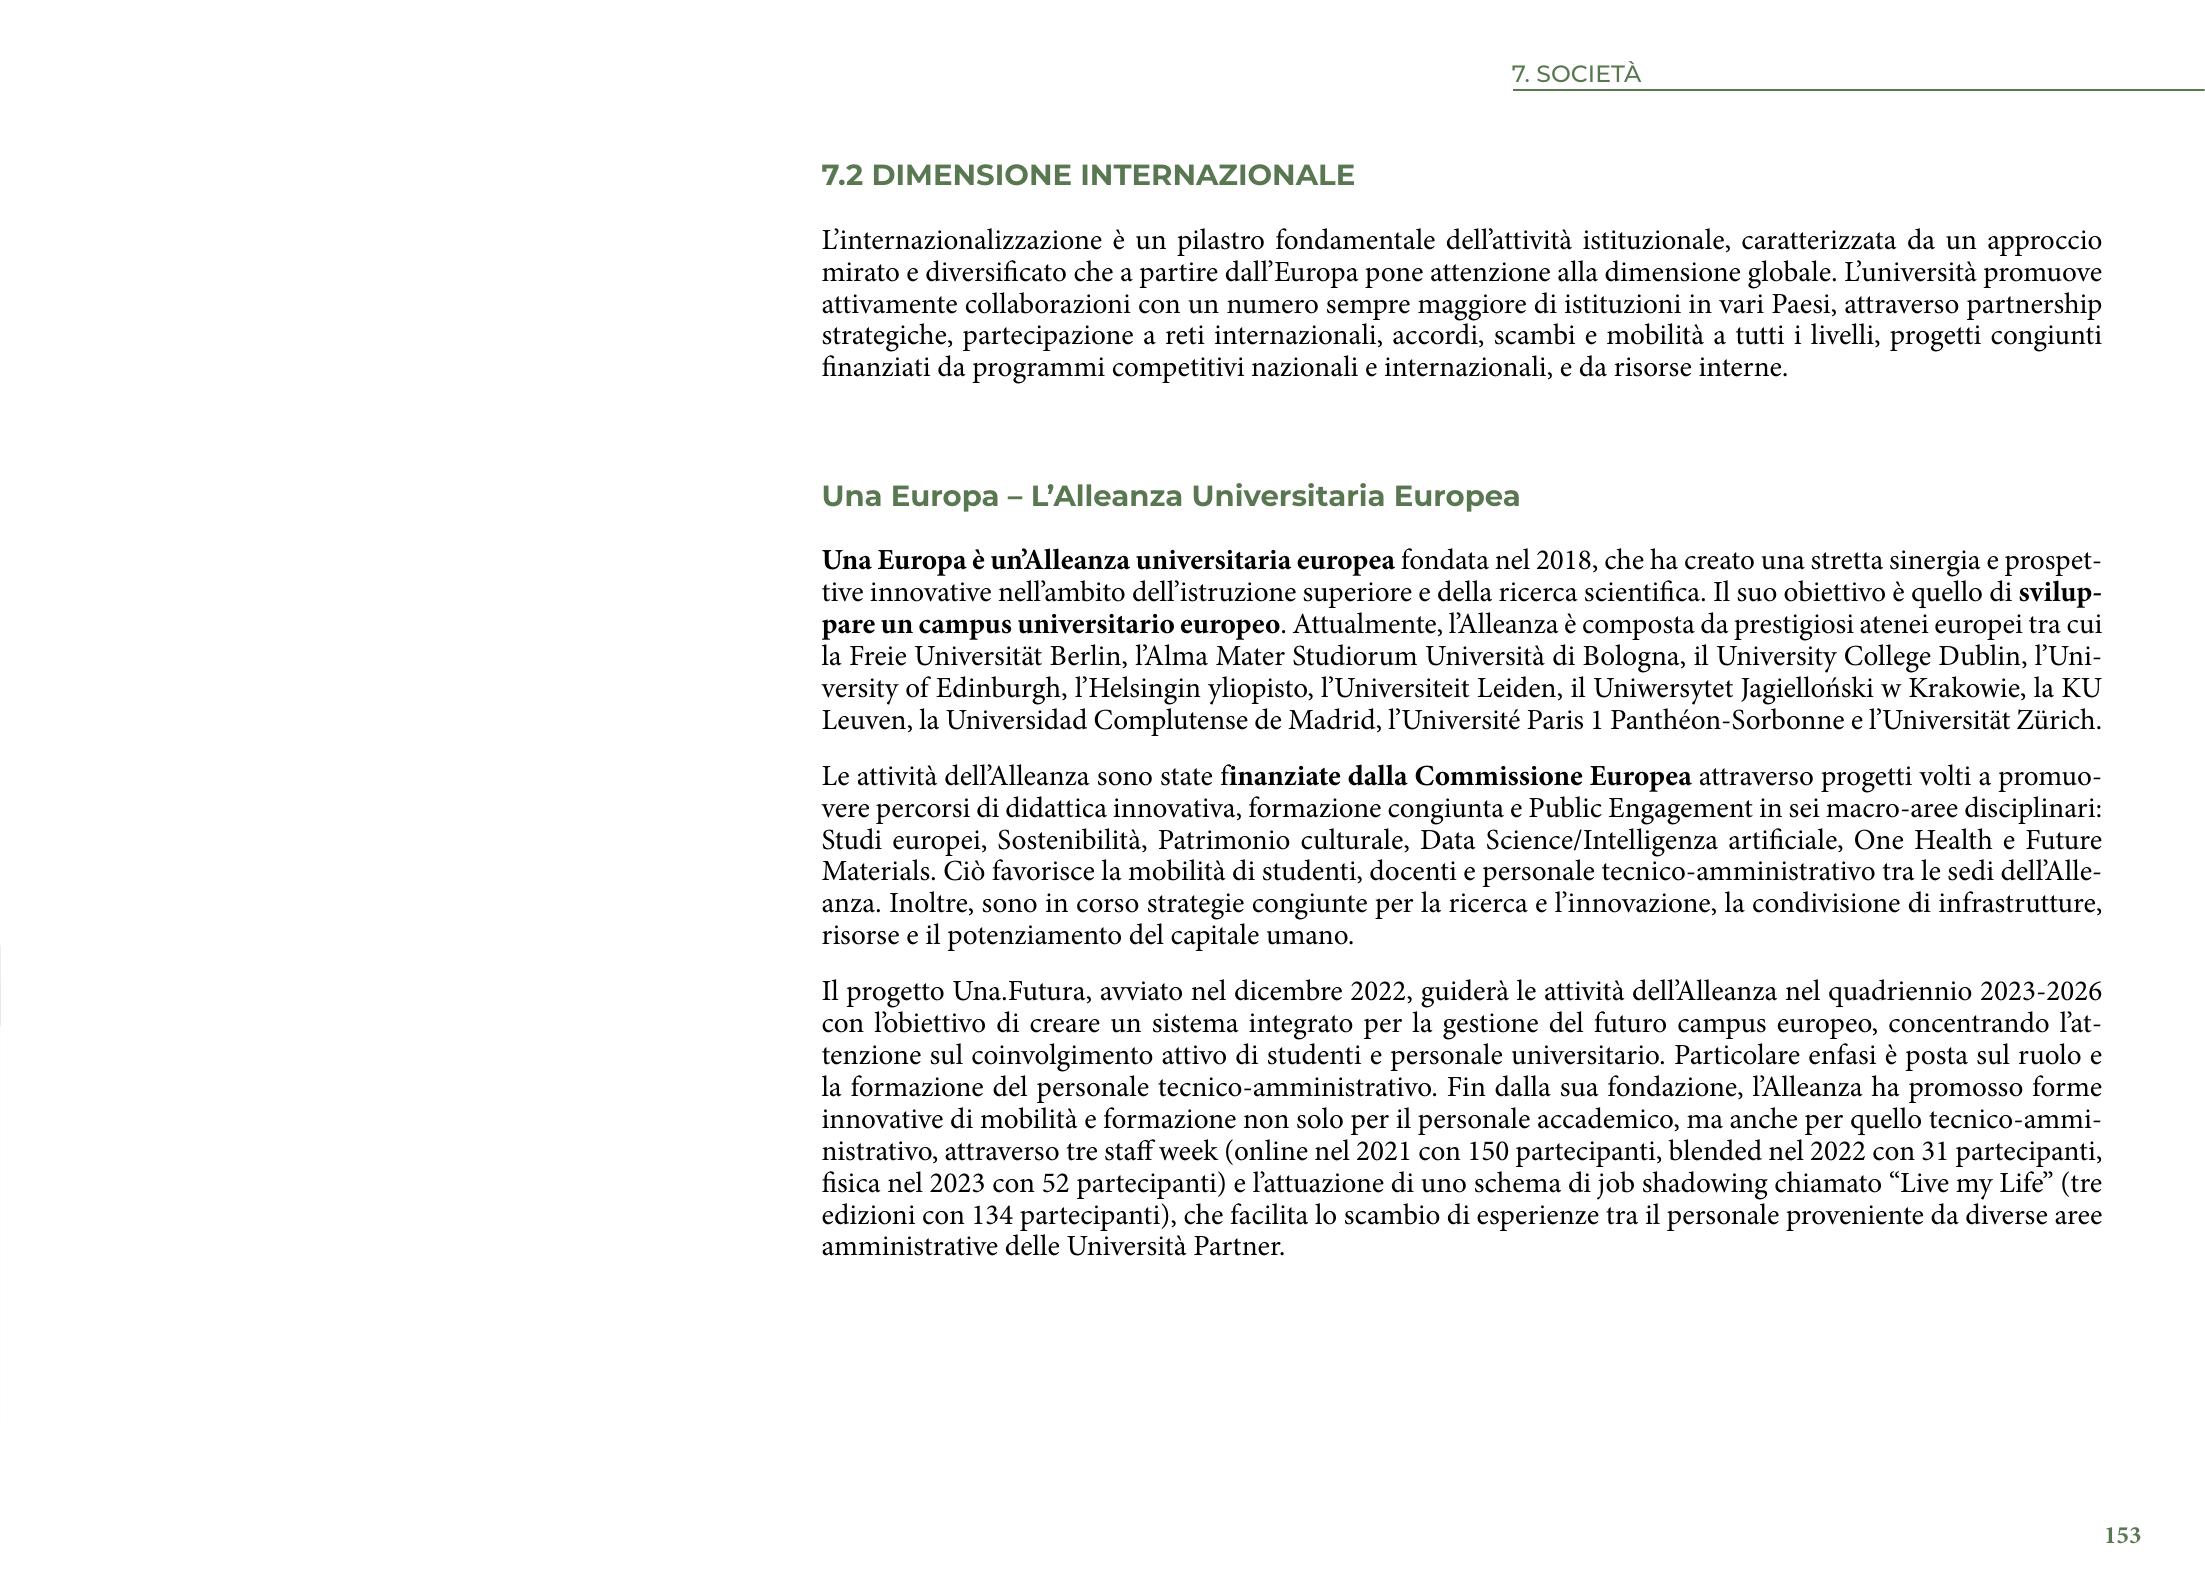 7. SOCIETÀ
7.2 DIMENSIONE INTERNAZIONALE
L’internazionalizzazione è un pilastro fondamentale dell’attività istituzionale, caratterizzata da un approccio
mirato e diversificato che a partire dall’Europa pone attenzione alla dimensione globale. L’università promuove
attivamente collaborazioni con un numero sempre maggiore di istituzioni in vari Paesi, attraverso partnership
strategiche, partecipazione a reti internazionali, accordi, scambi e mobilità a tutti i livelli, progetti congiunti
finanziati da programmi competitivi nazionali e internazionali, e da risorse interne.
Una Europa – L’Alleanza Universitaria Europea
Una Europa è un’Alleanza universitaria europea fondata nel 2018, che ha creato una stretta sinergia e prospet-
tive innovative nell’ambito dell’istruzione superiore e della ricerca scientifica. Il suo obiettivo è quello di svilup-
pare un campus universitario europeo. Attualmente, l’Alleanza è composta da prestigiosi atenei europei tra cui
la Freie Universität Berlin, l’Alma Mater Studiorum Università di Bologna, il University College Dublin, l’Uni-
versity of Edinburgh, l’Helsingin yliopisto, l’Universiteit Leiden, il Uniwersytet Jagielloński w Krakowie, la KU
Leuven, la Universidad Complutense de Madrid, l’Université Paris 1 Panthéon-Sorbonne e l’Universität Zürich.
Le attività dell’Alleanza sono state finanziate dalla Commissione Europea attraverso progetti volti a promuo-
vere percorsi di didattica innovativa, formazione congiunta e Public Engagement in sei macro-aree disciplinari:
Studi europei, Sostenibilità, Patrimonio culturale, Data Science/Intelligenza artificiale, One Health e Future
Materials. Ciò favorisce la mobilità di studenti, docenti e personale tecnico-amministrativo tra le sedi dell’Alle-
anza. Inoltre, sono in corso strategie congiunte per la ricerca e l’innovazione, la condivisione di infrastrutture,
risorse e il potenziamento del capitale umano.
Il progetto Una.Futura, avviato nel dicembre 2022, guiderà le attività dell’Alleanza nel quadriennio 2023-2026
con l’obiettivo di creare un sistema integrato per la gestione del futuro campus europeo, concentrando l’at-
tenzione sul coinvolgimento attivo di studenti e personale universitario. Particolare enfasi è posta sul ruolo e
la formazione del personale tecnico-amministrativo. Fin dalla sua fondazione, l’Alleanza ha promosso forme
innovative di mobilità e formazione non solo per il personale accademico, ma anche per quello tecnico-ammi-
nistrativo, attraverso tre staff week (online nel 2021 con 150 partecipanti, blended nel 2022 con 31 partecipanti,
fisica nel 2023 con 52 partecipanti) e l’attuazione di uno schema di job shadowing chiamato “Live my Life” (tre
edizioni con 134 partecipanti), che facilita lo scambio di esperienze tra il personale proveniente da diverse aree
amministrative delle Università Partner.
153